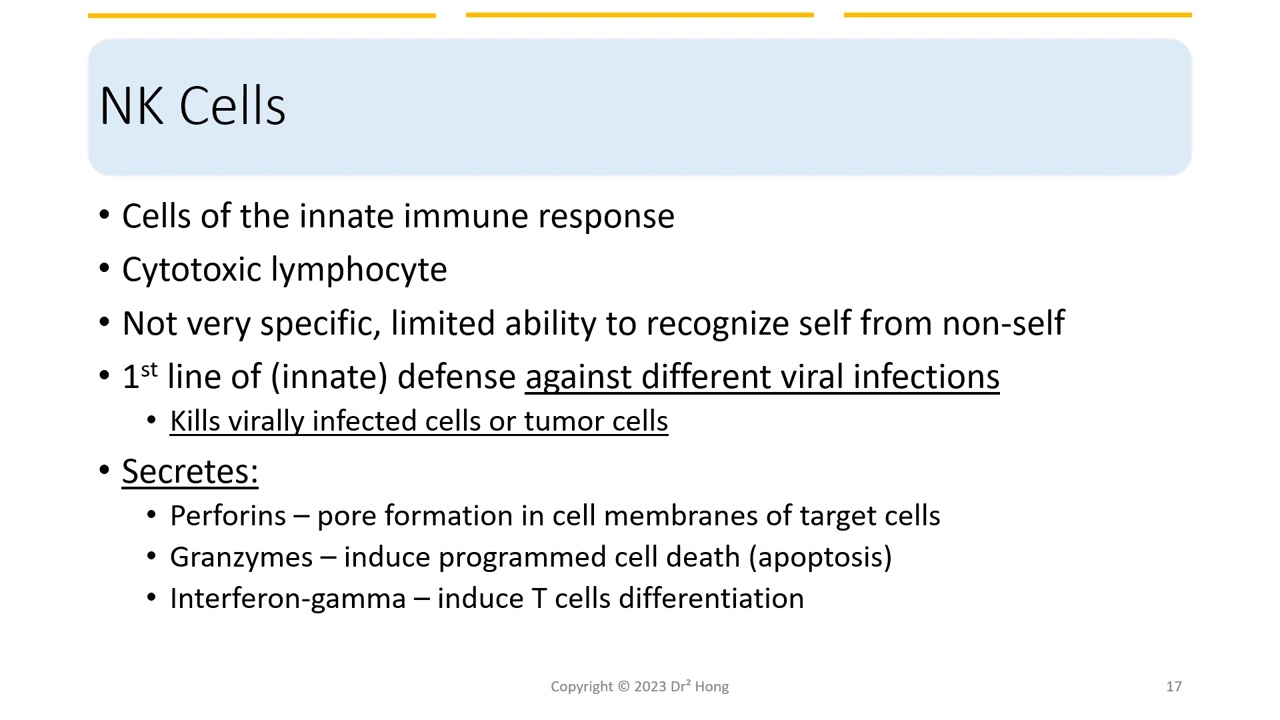 NK Cells
• Cells of the innate immune response
• Cytotoxic lymphocyte
• Not very specific, limited ability to recognize self from non-self
• 1st line of (innate) defense against different viral infections
• Kills virally infected cells or tumor cells
• Secretes:
• Perforins – pore formation in cell membranes of target cells
• Granzymes – induce programmed cell death (apoptosis)
• Interferon-gamma – induce T cells differentiation
Copyright © 2023 Dr² Hong
17